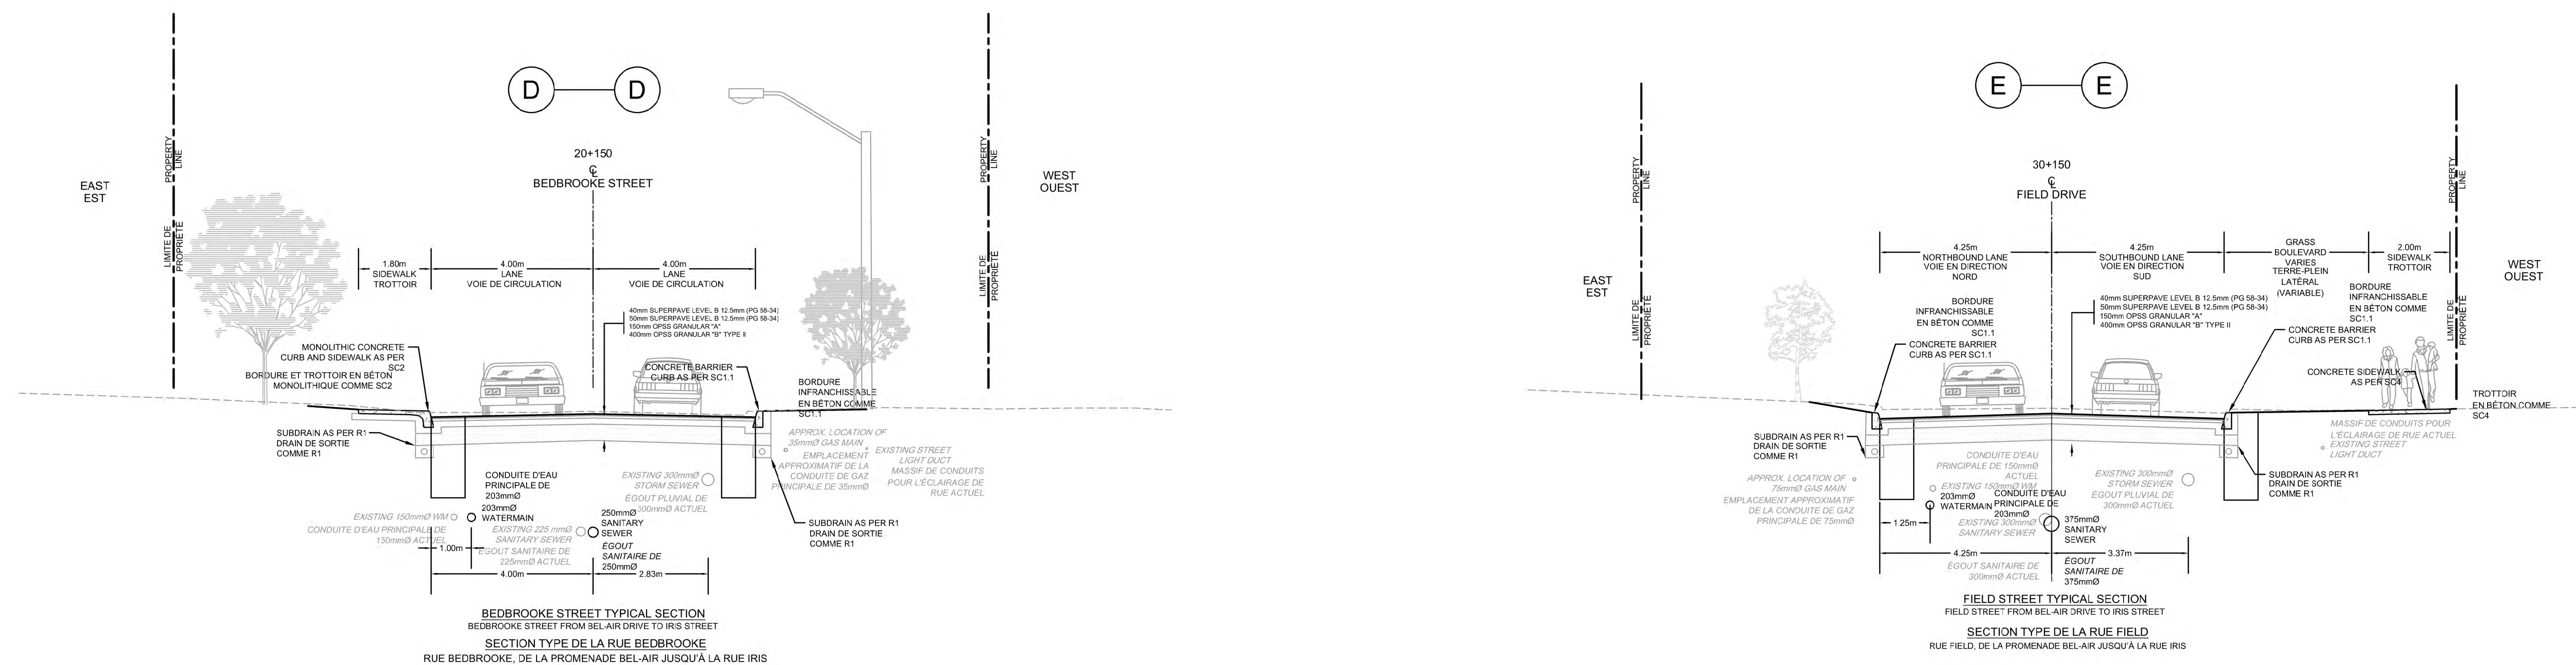 D D
20+150
CL
BEDBROOKE STREET
EAST
EST
PROPERTY
LINE
LIMITE DE
PROPRIÉTÉ
PROPERTY
LINE
LIMITE DE
PROPRIÉTÉ
WEST
OUEST
1.80m
SIDEWALK
TROTTOIR
4.00m
LANE
VOIE DE CIRCULATION
4.00m
LANE
VOIE DE CIRCULATION
40mm SUPERPAVE LEVEL B 12.5mm (PG 58-34)
50mm SUPERPAVE LEVEL B 12.5mm (PG 58-34)
150mm OPSS GRANULAR "A"
400mm OPSS GRANULAR "B" TYPE II
MONOLITHIC CONCRETE
CURB AND SIDEWALK AS PER
SC2
BORDURE ET TROTTOIR EN BÉTON
MONOLITHIQUE COMME SC2
CONCRETE BARRIER
CURB AS PER SC1.1
BORDURE
INFRANCHISSABLE
EN BÉTON COMME
SC1.1
SUBDRAIN AS PER R1
DRAIN DE SORTIE
COMME R1
APPROX. LOCATION OF
35mmØ GAS MAIN
EMPLACEMENT
APPROXIMATIF DE LA
CONDUITE DE GAZ
PRINCIPALE DE 35mmØ
EXISTING STREET
LIGHT DUCT
MASSIF DE CONDUITS
POUR L'ÉCLAIRAGE DE
RUE ACTUEL
CONDUITE D'EAU
PRINCIPALE DE
203mmØ
203mmØ
WATERMAIN
EXISTING 300mmØ
STORM SEWER
ÉGOUT PLUVIAL DE
300mmØ ACTUEL
EXISTING 150mmØ WM
CONDUITE D'EAU PRINCIPALE DE
150mmØ ACTUEL
EXISTING 225 mmØ
SANITARY SEWER
ÉGOUT SANITAIRE DE
225mmØ ACTUEL
250mmØ
SANITARY
SEWER
ÉGOUT
SANITAIRE DE
250mmØ
SUBDRAIN AS PER R1
DRAIN DE SORTIE
COMME R1
1.00m
4.00m
2.83m
BEDBROOKE STREET TYPICAL SECTION
BEDBROOKE STREET FROM BEL-AIR DRIVE TO IRIS STREET
SECTION TYPE DE LA RUE BEDBROOKE
RUE BEDBROOKE, DE LA PROMENADE BEL-AIR JUSQU'À LA RUE IRIS
E E
30+150
CL
FIELD DRIVE
EAST
EST
PROPERTY
LINE
LIMITE DE
PROPRIÉTÉ
PROPERTY
LINE
LIMITE DE
PROPRIÉTÉ
WEST
OUEST
4.25m
NORTHBOUND LANE
VOIE EN DIRECTION
NORD
4.25m
SOUTHBOUND LANE
VOIE EN DIRECTION
SUD
GRASS
BOULEVARD
VARIES
TERRE-PLEIN
LATÉRAL
(VARIABLE)
2.00m
SIDEWALK
TROTTOIR
BORDURE
INFRANCHISSABLE
EN BÉTON COMME
SC1.1
CONCRETE BARRIER
CURB AS PER SC1.1
40mm SUPERPAVE LEVEL B 12.5mm (PG 58-34)
50mm SUPERPAVE LEVEL B 12.5mm (PG 58-34)
150mm OPSS GRANULAR "A"
400mm OPSS GRANULAR "B" TYPE II
BORDURE
INFRANCHISSABLE
EN BÉTON COMME
SC1.1
CONCRETE BARRIER
CURB AS PER SC1.1
CONCRETE SIDEWALK
AS PER SC4
TROTTOIR
EN BÉTON COMME
SC4
MASSIF DE CONDUITS POUR
L'ÉCLAIRAGE DE RUE ACTUEL
EXISTING STREET
LIGHT DUCT
SUBDRAIN AS PER R1
DRAIN DE SORTIE
COMME R1
APPROX. LOCATION OF
75mmØ GAS MAIN
EMPLACEMENT APPROXIMATIF
DE LA CONDUITE DE GAZ
PRINCIPALE DE 75mmØ
CONDUITE D'EAU
PRINCIPALE DE 150mmØ
ACTUEL
EXISTING 150mmØ WM
203mmØ
WATERMAIN
CONDUITE D'EAU
PRINCIPALE DE
203mmØ
EXISTING 300mmØ
SANITARY SEWER
EXISTING 300mmØ
STORM SEWER
ÉGOUT PLUVIAL DE
300mmØ ACTUEL
375mmØ
SANITARY
SEWER
SUBDRAIN AS PER R1
DRAIN DE SORTIE
COMME R1
1.25m
4.25m
3.37m
ÉGOUT SANITAIRE DE
300mmØ ACTUEL
ÉGOUT
SANITAIRE DE
375mmØ
FIELD STREET TYPICAL SECTION
FIELD STREET FROM BEL-AIR DRIVE TO IRIS STREET
SECTION TYPE DE LA RUE FIELD
RUE FIELD, DE LA PROMENADE BEL-AIR JUSQU'À LA RUE IRIS